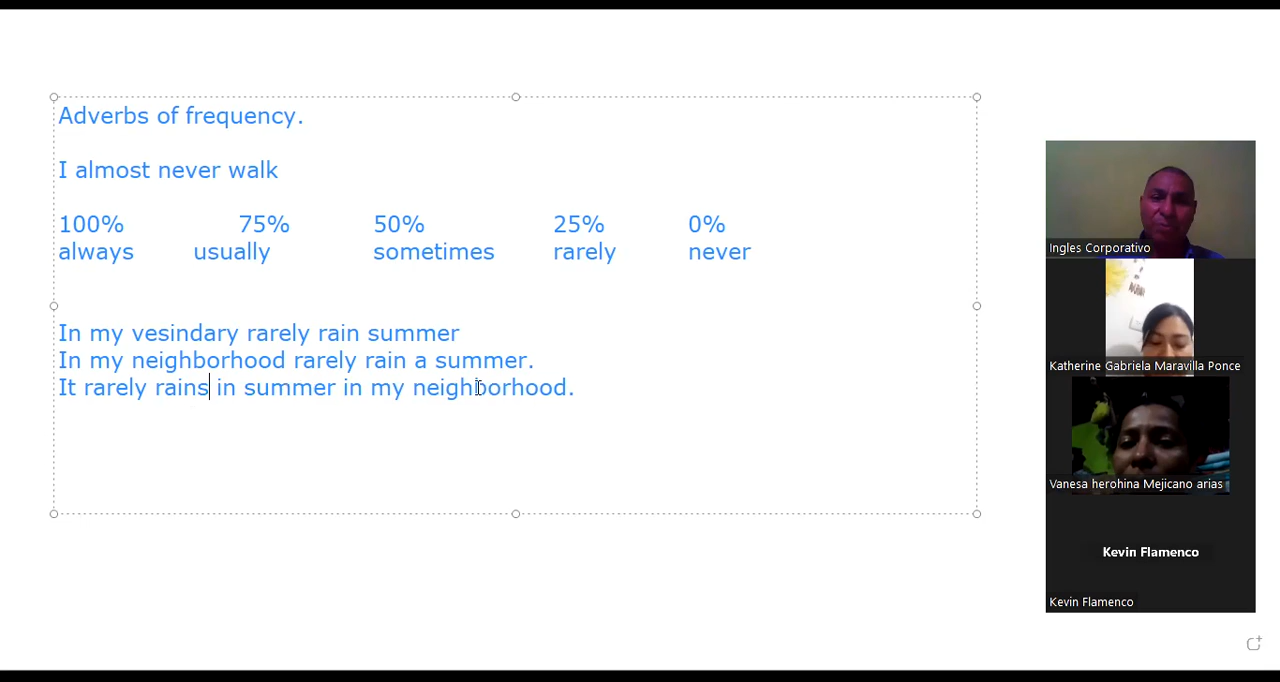 Adverbs of frequency.
I almost never walk
100% 75% 50% 25% 0%
always usually sometimes rarely never
In my vesindary rarely rain summer
In my neighborhood rarely rain a summer.
It rarely rains in summer in my neighborhood.
Ingles Corporativo
Katherine Gabriela Maravilla Ponce
Vanesa herohina Mejicano arias
Kevin Flamenco
Kevin Flamenco